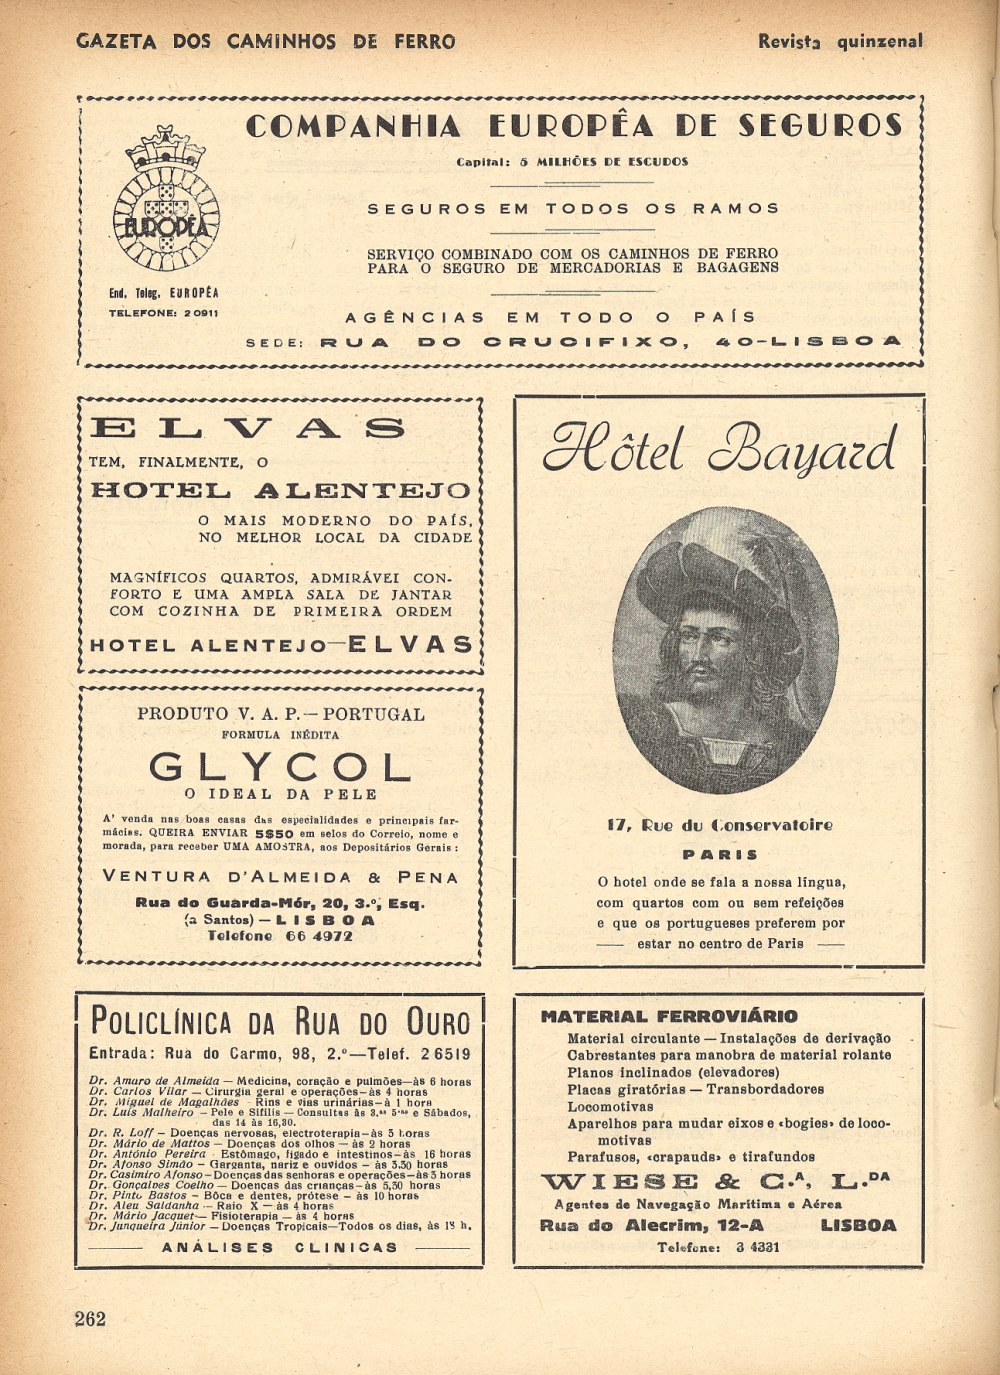 GAZETA DOS CAMINHOS DE FERRO
Revista quinzenal
COMPANHIA EUROPÊA DE SEGUROS
Capital: 5 MILHÕES DE ESCUDOS
SEGUROS EM TODOS OS RAMOS
SERVIÇO COMBINADO COM OS CAMINHOS DE FERRO
PARA O SEGURO DE MERCADORIAS E BAGAGENS
AGÊNCIAS EM TODO O PAÍS
SEDE: RUA DO CRUCIFIXO, 40-LISBOA
EUROPÊA
End. Teleg. EUROPÊA
TELEFONE: 2 0911
ELVAS
TEM, FINALMENTE, O
HOTEL ALENTEJO
O MAIS MODERNO DO PAÍS,
NO MELHOR LOCAL DA CIDADE
MAGNÍFICOS QUARTOS, ADMIRÁVEI CON-
FORTO E UMA AMPLA SALA DE JANTAR
COM COZINHA DE PRIMEIRA ORDEM
HOTEL ALENTEJO—ELVAS
PRODUTO V. A. P. — PORTUGAL
FORMULA INÉDITA
GLYCOL
O IDEAL DA PELE
A' venda nas boas casas das especialidades e principais far-
mácias. QUEIRA ENVIAR 5$50 em selos do Correio, nome e
morada, para receber UMA AMOSTRA, aos Depositários Gerais:
VENTURA D'ALMEIDA & PENA
Rua do Guarda-Mór, 20, 3.º, Esq.
(a Santos) — LISBOA
Telefone 66 4972
Hôtel Bayard
17, Rue du Conservatoire
PARIS
O hotel onde se fala a nossa língua,
com quartos com ou sem refeições
e que os portugueses preferem por
— estar no centro de Paris —
POLICLÍNICA DA RUA DO OURO
Entrada: Rua do Carmo, 98, 2.º — Telef. 2 6519
Dr. Amaro de Almeida — Medicina, coração e pulmões — às 6 horas
Dr. Carlos Vilar — Cirurgia geral e operações — às 4 horas
Dr. Miguel de Magalhães - Rins e vias urinárias — à 1 hora
Dr. Luís Malheiro — Pele e Sífilis — Consultas às 3.as 5.as e Sábados,
das 14 às 16,30.
Dr. R. Loff — Doenças nervosas, electroterapia — às 5 horas
Dr. Mário de Mattos — Doenças dos olhos — às 2 horas
Dr. António Pereira - Estômago, fígado e intestinos — às 16 horas
Dr. Afonso Simão — Garganta, nariz e ouvidos — às 3.30 horas
Dr. Casimiro Afonso — Doenças das senhoras e operações — às 3 horas
Dr. Gonçalves Coelho — Doenças das crianças — às 5,30 horas
Dr. Pinto Bastos — Bôca e dentes, prótese — às 10 horas
Dr. Aleu Saldanha — Raio X — às 4 horas
Dr. Mário Jacquet — Fisioterapia — às 4 horas
Dr. Junqueira Júnior — Doenças Tropicais — Todos os dias, às h.
ANÁLISES CLINICAS
MATERIAL FERROVIÁRIO
Material circulante — Instalações de derivação
Cabrestantes para manobra de material rolante
Planos inclinados (elevadores)
Placas giratórias — Transbordadores
Locomotivas
Aparelhos para mudar eixos e «bogies» de loco-
motivas
Parafusos, «crapauds» e tirafundos
WIESE & C.A, L.DA
Agentes de Navegação Marítima e Aérea
Rua do Alecrim, 12-A LISBOA
Telefone: 3 4331
262